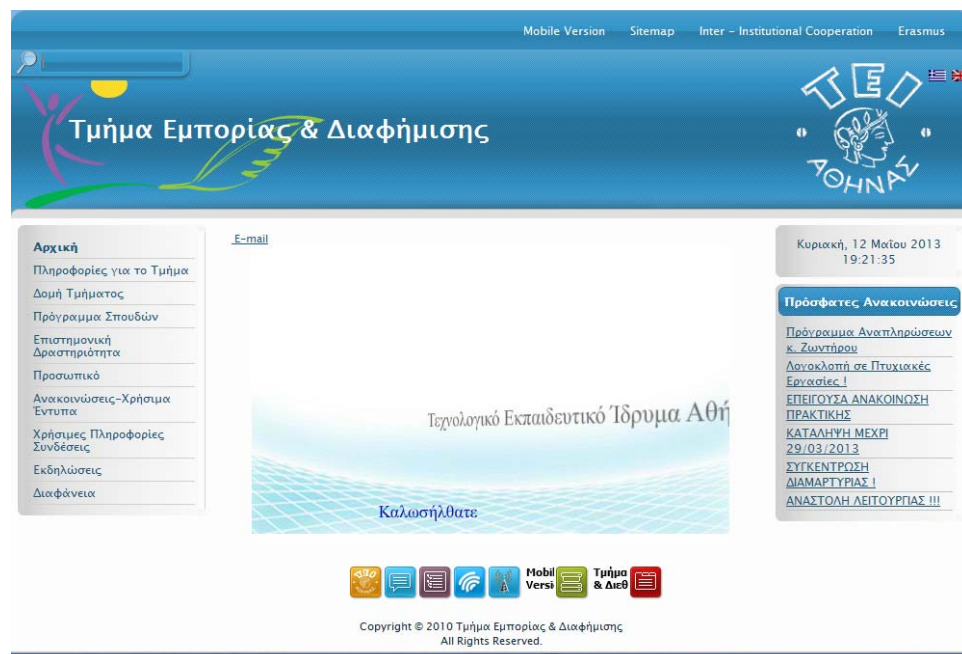 Mobile Version Sitemap Inter - Institutional Cooperation Erasmus
Τμήμα Εμπορίας & Διαφήμισης
ΤΕΙ
ΑΘΗΝΑΣ
Αρχική
Πληροφορίες για το Τμήμα
Δομή Τμήματος
Πρόγραμμα Σπουδών
Επιστημονική
Δραστηριότητα
Προσωπικό
Ανακοινώσεις-Χρήσιμα
Έντυπα
Χρήσιμες Πληροφορίες
Συνδέσεις
Εκδηλώσεις
Διαφάνεια
E-mail
Τεχνολογικό Εκπαιδευτικό Ίδρυμα Αθή
Καλωσήλθατε
Κυριακή, 12 Μαΐου 2013
19:21:35
Πρόσφατες Ανακοινώσεις
Πρόγραμμα Αναπληρώσεων
κ. Ζωντήρου
Λογοκλοπή σε Πτυχιακές
Εργασίες !
ΕΠΕΙΓΟΥΣΑ ΑΝΑΚΟΙΝΩΣΗ
ΠΡΑΚΤΙΚΗΣ
ΚΑΤΑΛΗΨΗ ΜΕΧΡΙ
29/03/2013
ΣΥΓΚΕΝΤΡΩΣΗ
ΔΙΑΜΑΡΤΥΡΙΑΣ !
ΑΝΑΣΤΟΛΗ ΛΕΙΤΟΥΡΓΙΑΣ !!!
Mobil Τμήμα
Versi & Διεθ
Copyright © 2010 Τμήμα Εμπορίας & Διαφήμισης
All Rights Reserved.